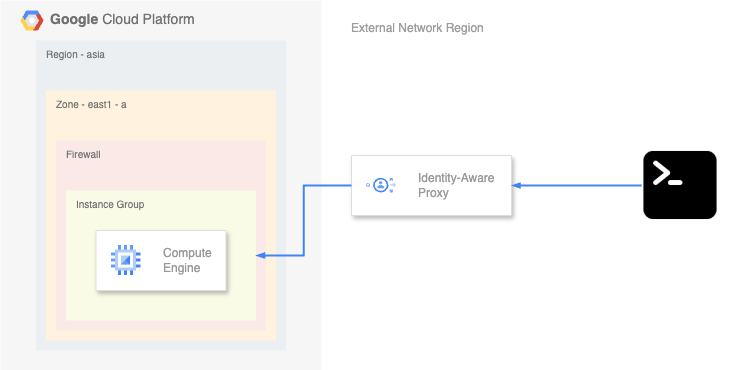 Google Cloud Platform
External Network Region
Region - asia
Zone - east1 - a
Firewall
Identity-Aware
Proxy
Instance Group
Compute
Engine